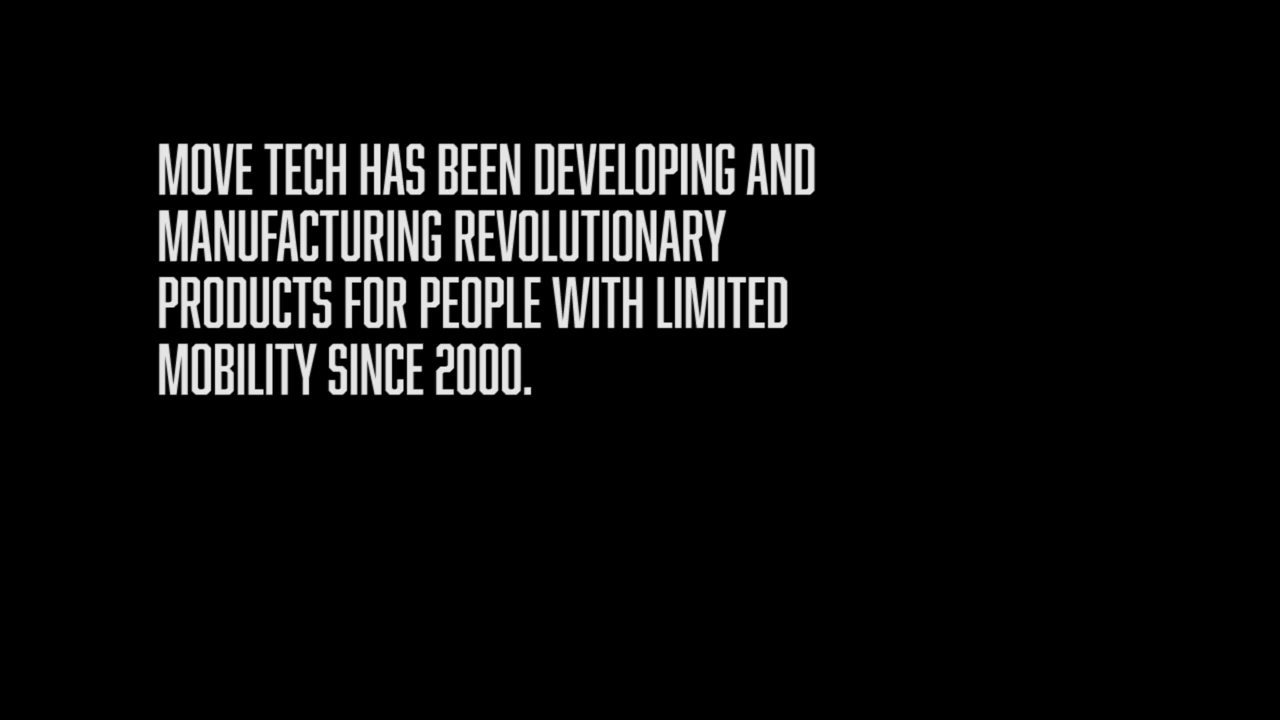 MOVE TECH HAS BEEN DEVELOPING AND
MANUFACTURING REVOLUTIONARY
PRODUCTS FOR PEOPLE WITH LIMITED
MOBILITY SINCE 2000.